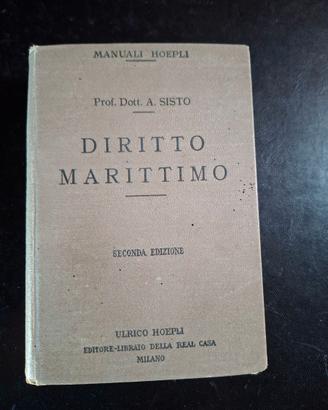 MANUALI HOEPLI
Prof. Dott. A. SISTO
DIRITTO
MARITTIMO
SECONDA EDIZIONE
ULRICO HOEPLI
EDITORE-LIBRAIO DELLA REAL CASA
MILANO